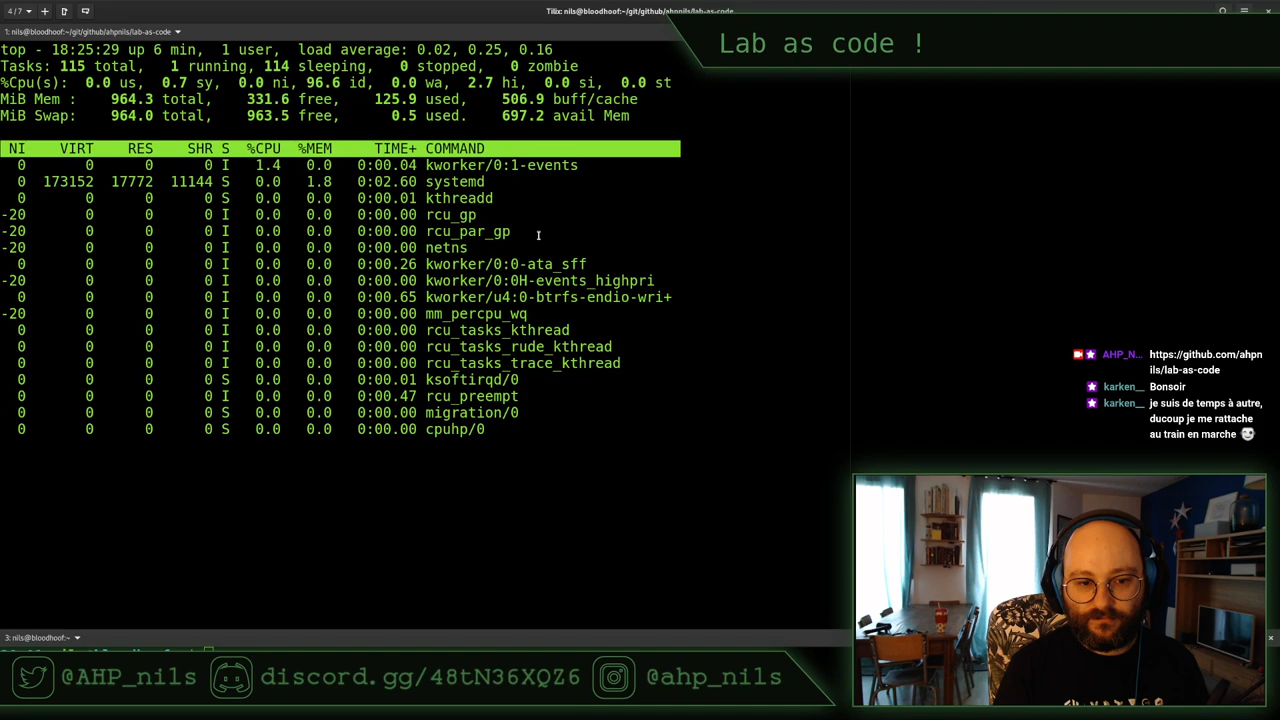 4 / 7
Tilix: nils@bloodhoof:~/git/github/ahpnils/lab-as-code
1: nils@bloodhoof:~/git/github/ahpnils/lab-as-code
Lab as code !
top - 18:25:29 up 6 min,  1 user,  load average: 0.02, 0.25, 0.16
Tasks: 115 total,   1 running, 114 sleeping,   0 stopped,   0 zombie
%Cpu(s):  0.0 us,  0.7 sy,  0.0 ni, 96.6 id,  0.0 wa,  2.7 hi,  0.0 si,  0.0 st
MiB Mem :    964.3 total,    331.6 free,    125.9 used,    506.9 buff/cache
MiB Swap:    964.0 total,    963.5 free,      0.5 used.    697.2 avail Mem
NI    VIRT    RES    SHR S  %CPU  %MEM     TIME+ COMMAND
0       0      0      0 I   1.4   0.0   0:00.04 kworker/0:1-events
0  173152  17772  11144 S   0.0   1.8   0:02.60 systemd
0       0      0      0 S   0.0   0.0   0:00.01 kthreadd
-20       0      0      0 I   0.0   0.0   0:00.00 rcu_gp
-20       0      0      0 I   0.0   0.0   0:00.00 rcu_par_gp
-20       0      0      0 I   0.0   0.0   0:00.00 netns
0       0      0      0 I   0.0   0.0   0:00.26 kworker/0:0-ata_sff
-20       0      0      0 I   0.0   0.0   0:00.00 kworker/0:0H-events_highpri
0       0      0      0 I   0.0   0.0   0:00.65 kworker/u4:0-btrfs-endio-wri+
-20       0      0      0 I   0.0   0.0   0:00.00 mm_percpu_wq
0       0      0      0 I   0.0   0.0   0:00.00 rcu_tasks_kthread
0       0      0      0 I   0.0   0.0   0:00.00 rcu_tasks_rude_kthread
0       0      0      0 I   0.0   0.0   0:00.00 rcu_tasks_trace_kthread
0       0      0      0 S   0.0   0.0   0:00.01 ksoftirqd/0
0       0      0      0 I   0.0   0.0   0:00.47 rcu_preempt
0       0      0      0 S   0.0   0.0   0:00.00 migration/0
0       0      0      0 S   0.0   0.0   0:00.00 cpuhp/0
AHP_N... https://github.com/ahpn
ils/lab-as-code
karken__ Bonsoir
karken__ je suis de temps à autre,
ducoup je me rattache
au train en marche
3: nils@bloodhoof:~
@AHP_nils discord.gg/48tN36XQZ6 @ahp_nils